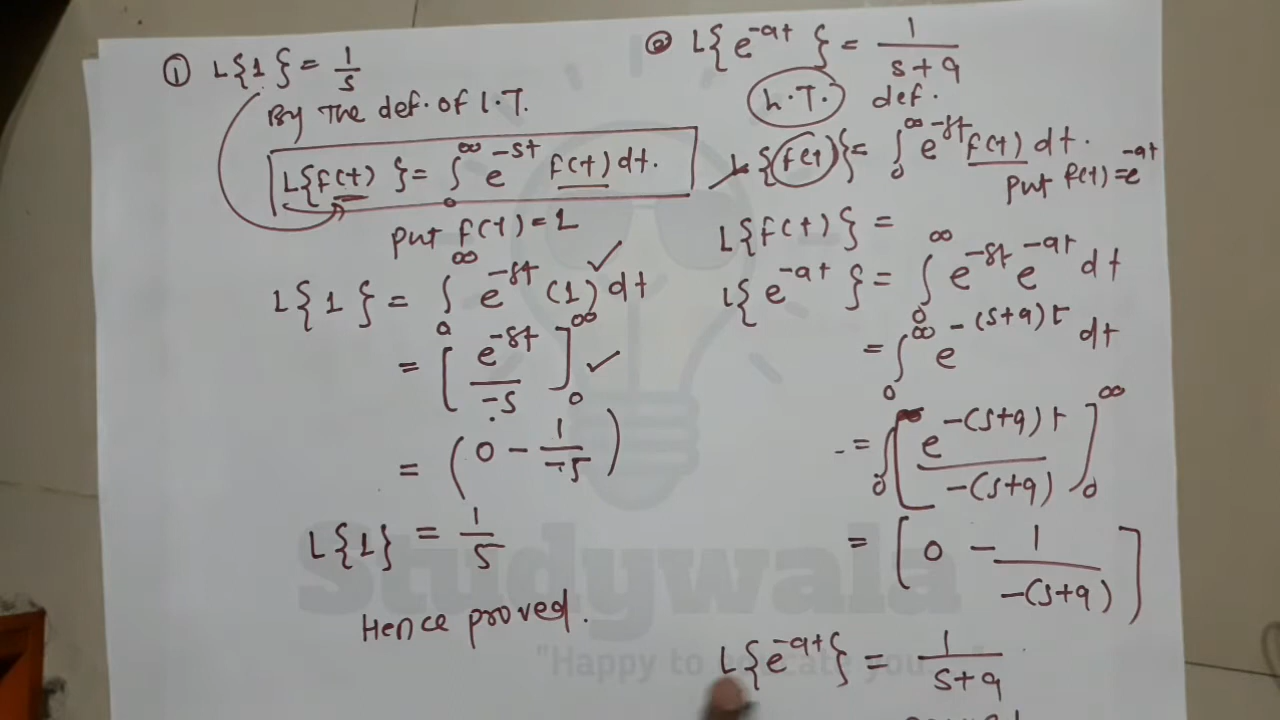 ① L{1} = 1/s
By The def. of L.T.
L{f(t)} = ∫₀^∞ e^-st f(t) dt.
put f(t) = 1
L{1} = ∫₀^∞ e^-st (1) dt ✓
= [e^-st / -s]₀^∞ ✓
= (0 - 1/-s)
L{1} = 1/s
Hence proved.
② L{e^-at} = 1/s+a
L.T. def.
L{f(t)} = ∫₀^∞ e^-st f(t) dt.
put f(t) = e^-at
L{f(t)} =
L{e^-at} = ∫₀^∞ e^-st e^-at dt
= ∫₀^∞ e^-(s+a)t dt
= [e^-(s+a)t / -(s+a)]₀^∞
= [0 - 1/-(s+a)]
L{e^-at} = 1/s+a
Studywala